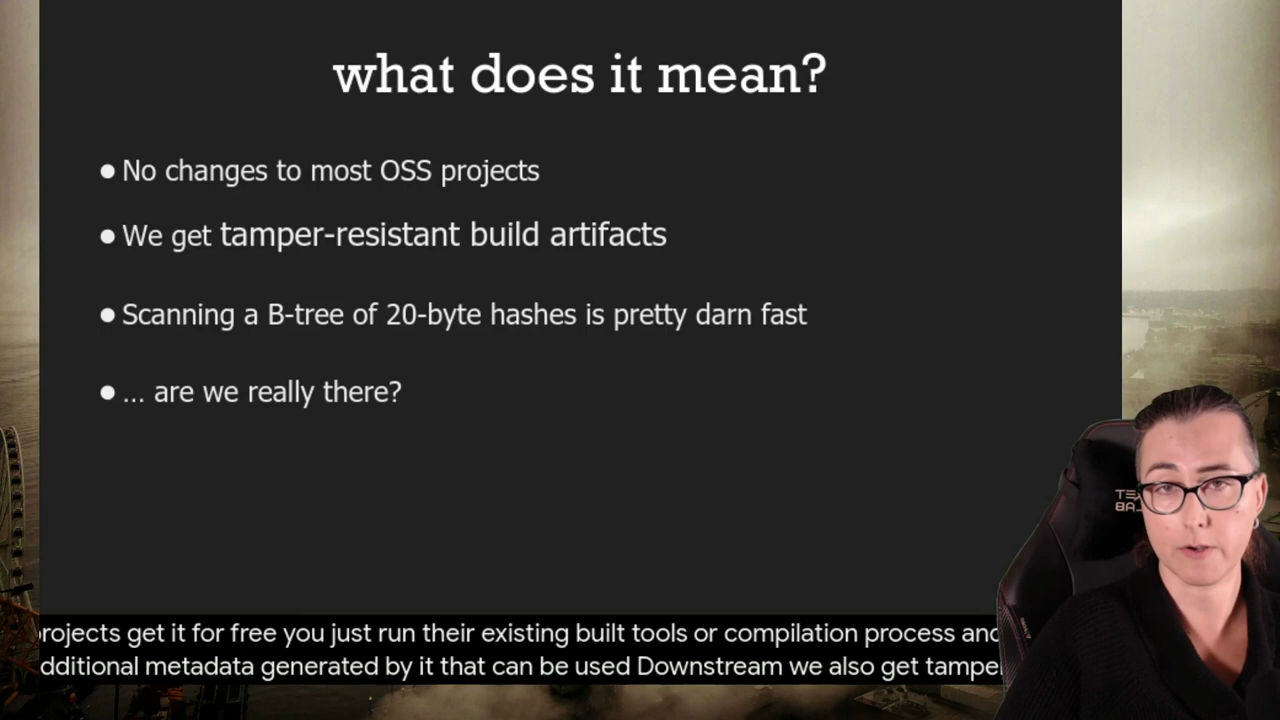 what does it mean?
● No changes to most OSS projects
● We get tamper-resistant build artifacts
● Scanning a B-tree of 20-byte hashes is pretty darn fast
● ... are we really there?
rojects get it for free you just run their existing built tools or compilation process and
dditional metadata generated by it that can be used Downstream we also get tampe